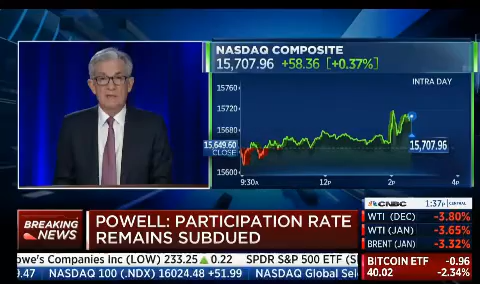 NASDAQ COMPOSITE
15,707.96 +58.36 [+0.37%]
INTRA DAY
15760
15720
15680
15,649.60
CLOSE
15,707.96
15600
9:30A 12P 2P 4P
CNBC 1:37P CENTRAL
WTI (DEC) -3.80%
WTI (JAN) -3.65%
BRENT (JAN) -3.32%
BREAKING NEWS
POWELL: PARTICIPATION RATE
REMAINS SUBDUED
BITCOIN ETF -0.96
40.02 -2.34%
owe's Companies Inc (LOW) 233.25 ▲ 0.22 SPDR S&P 500 ETF (S
9.47 NASDAQ 100 (.NDX) 16024.48 +51.99 NASDAQ Global Sel